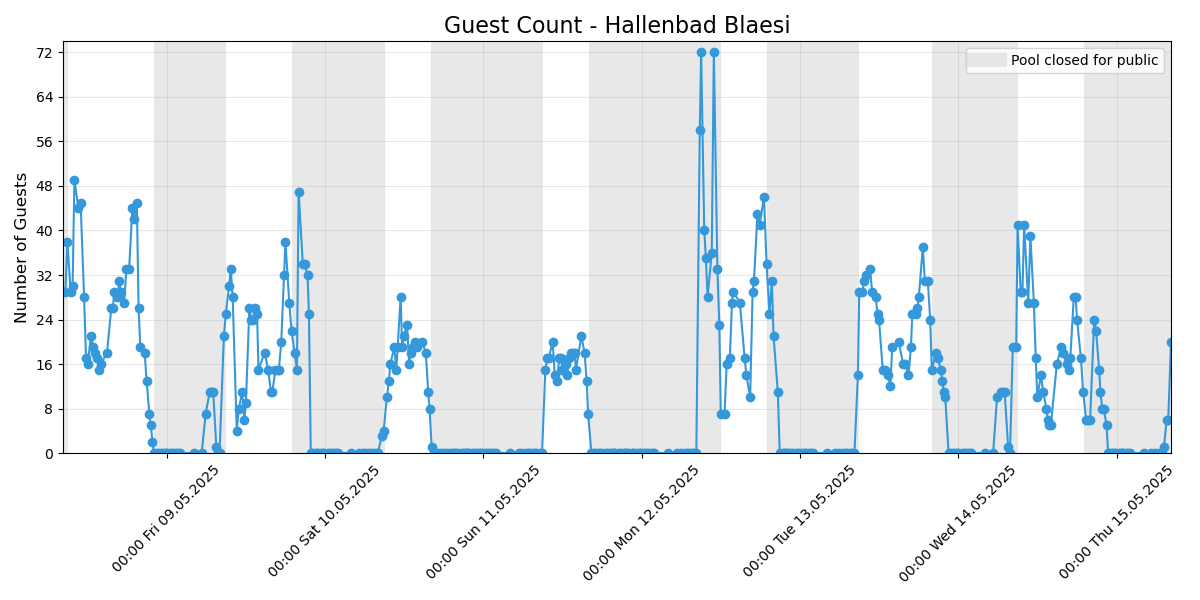 Guest Count - Hallenbad Blaesi
Pool closed for public
Number of Guests
72
64
56
48
40
32
24
16
8
0
00:00 Fri 09.05.2025
00:00 Sat 10.05.2025
00:00 Sun 11.05.2025
00:00 Mon 12.05.2025
00:00 Tue 13.05.2025
00:00 Wed 14.05.2025
00:00 Thu 15.05.2025